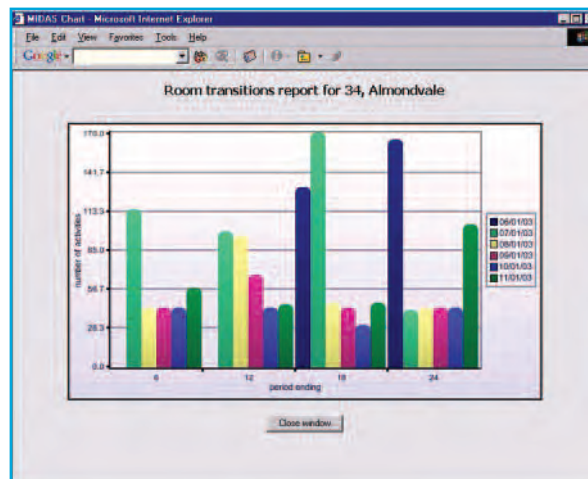 MIDAS Chart - Microsoft Internet Explorer
File Edit View Favorites Tools Help
Google
Room transitions report for 34, Almondvale
170.0
141.7
113.3
85.0
56.7
28.3
0.0
number of activities
6 12 18 24
period ending
06/01/03
07/01/03
08/01/03
09/01/03
10/01/03
11/01/03
Close window